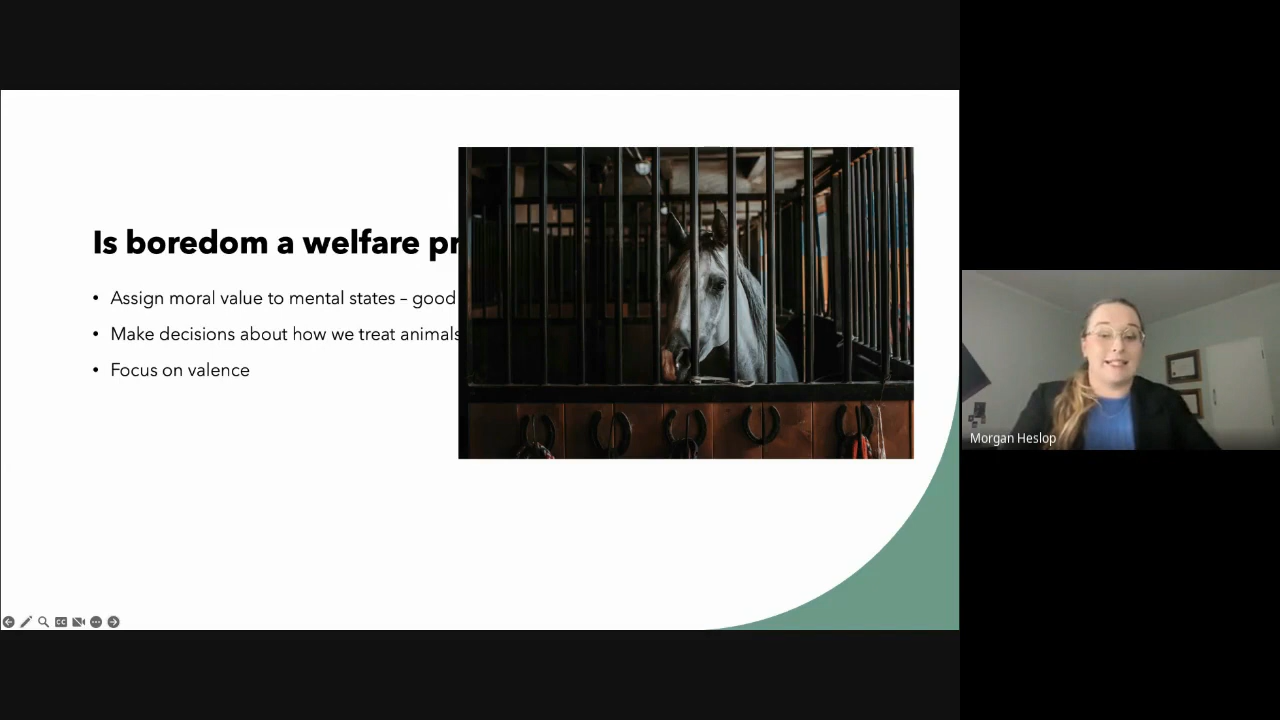 Is boredom a welfare pr
• Assign moral value to mental states – good
• Make decisions about how we treat animals
• Focus on valence
Morgan Heslop
CC